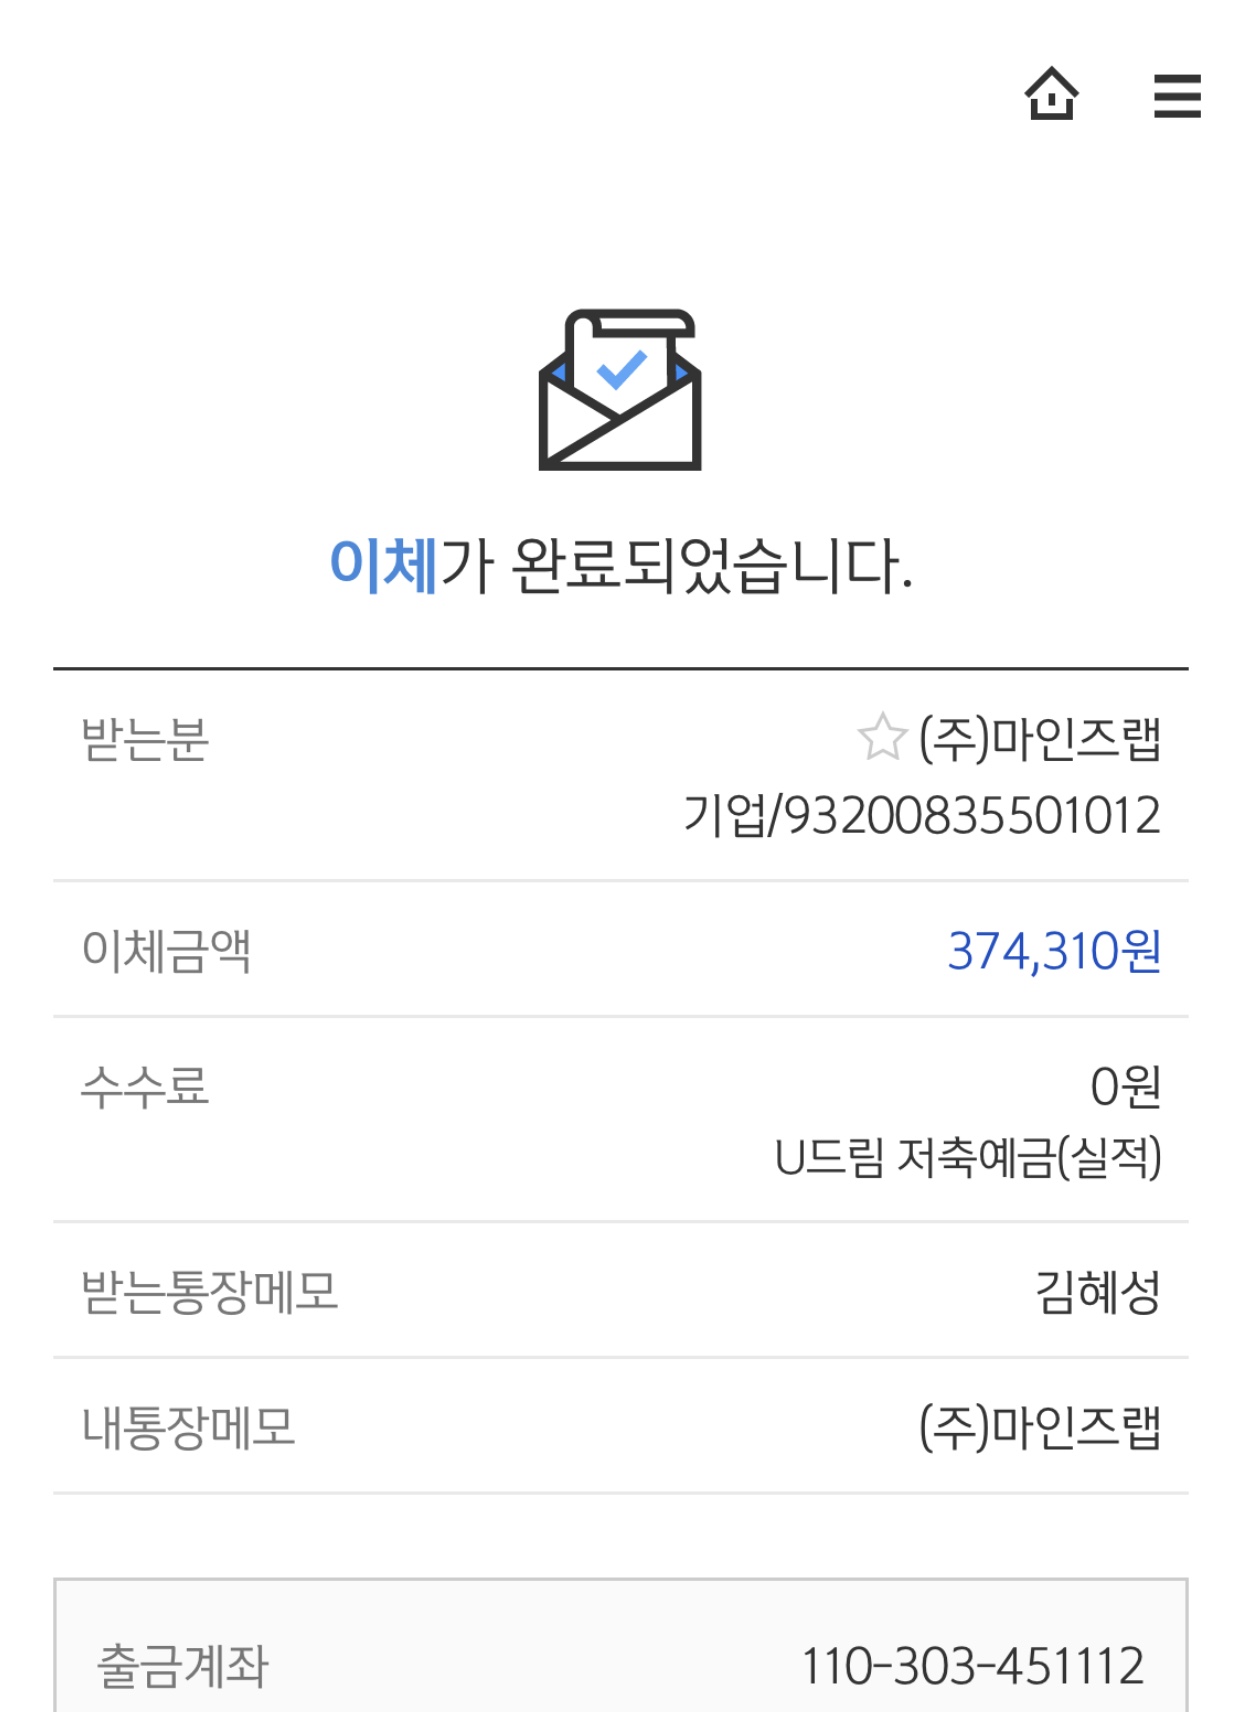 이체가 완료되었습니다.
받는분
(주)마인즈랩
기업/93200835501012
이체금액
374,310원
수수료
0원
U드림 저축예금(실적)
받는통장메모
김혜성
내통장메모
(주)마인즈랩
출금계좌
110-303-451112